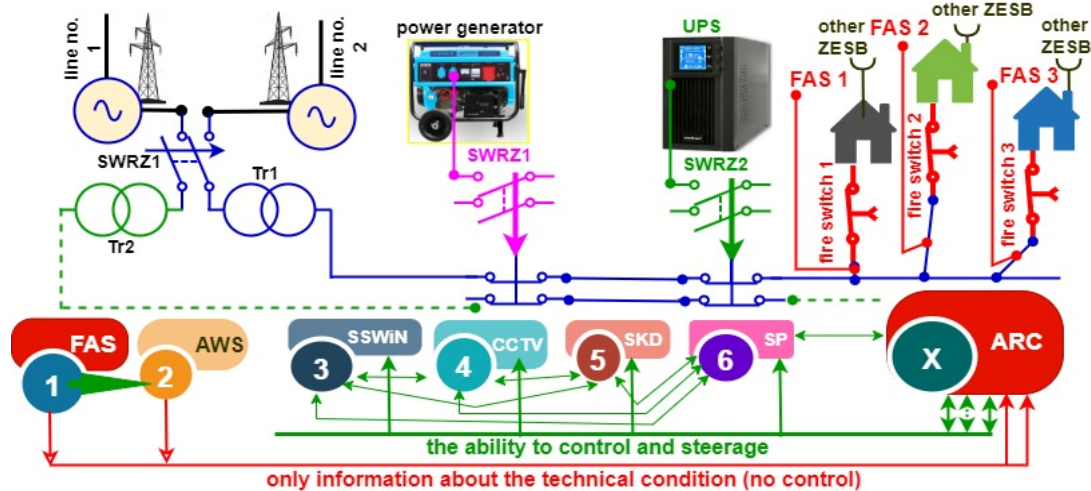 line no. 1
line no. 2
power generator
UPS
other ZESB
FAS 2
other ZESB
other ZESB
FAS 1
FAS 3
SWRZ1
SWRZ1
SWRZ2
fire switch 1
fire switch 2
fire switch 3
Tr1
Tr2
FAS
AWS
SSWiN
CCTV
SKD
SP
ARC
1
2
3
4
5
6
X
the ability to control and steerage
only information about the technical condition (no control)